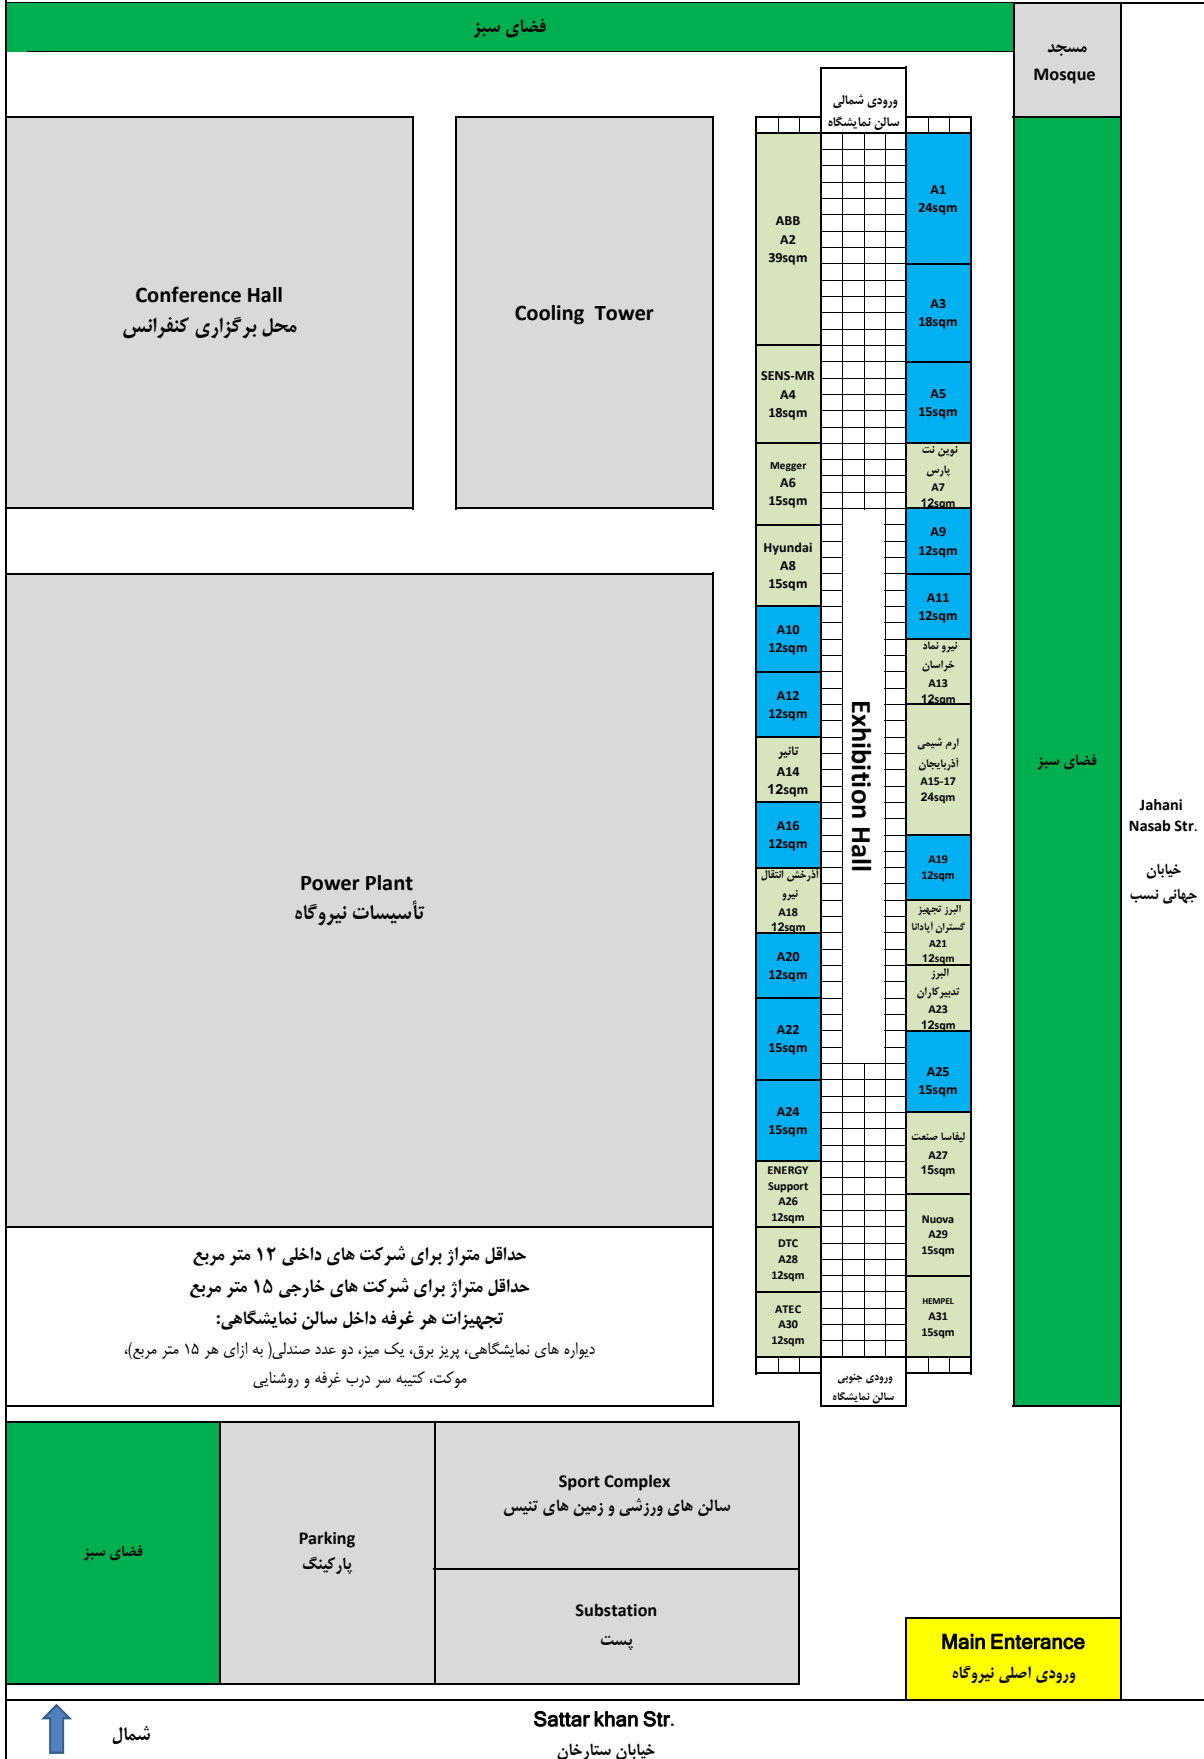 فضای سبز
مسجد
Mosque
ورودی شمالی
سالن نمایشگاه
Conference Hall
محل برگزاری کنفرانس
Cooling Tower
ABB
A2
39sqm
SENS-MR
A4
18sqm
Megger
A6
15sqm
Hyundai
A8
15sqm
A10
12sqm
A12
12sqm
تانیر
A14
12sqm
A16
12sqm
آذرخش انتقال
نیرو
A18
12sqm
A20
12sqm
A22
15sqm
A24
15sqm
ENERGY
Support
A26
12sqm
DTC
A28
12sqm
ATEC
A30
12sqm
Exhibition Hall
A1
24sqm
A3
18sqm
A5
15sqm
نوین نت
پارس
A7
12sqm
A9
12sqm
A11
12sqm
نیرو نماد
خراسان
A13
12sqm
ارم شیمی
آذربایجان
A15-17
24sqm
A19
12sqm
البرز تجهیز
گستران آپادانا
A21
12sqm
البرز
تدبیرکاران
A23
12sqm
A25
15sqm
لیفاسا صنعت
A27
15sqm
Nuova
A29
15sqm
HEMPEL
A31
15sqm
ورودی جنوبی
سالن نمایشگاه
فضای سبز
Jahani
Nasab Str.
خیابان
جهانی نسب
Power Plant
تأسیسات نیروگاه
حداقل متراژ برای شرکت های داخلی ۱۲ متر مربع
حداقل متراژ برای شرکت های خارجی ۱۵ متر مربع
تجهیزات هر غرفه داخل سالن نمایشگاهی:
دیواره های نمایشگاهی، پریز برق، یک میز، دو عدد صندلی( به ازای هر ۱۵ متر مربع)،
موکت، کتیبه سر درب غرفه و روشنایی
فضای سبز
Parking
پارکینگ
Sport Complex
سالن های ورزشی و زمین های تنیس
Substation
پست
Main Enterance
ورودی اصلی نیروگاه
شمال
Sattar khan Str.
خیابان ستارخان